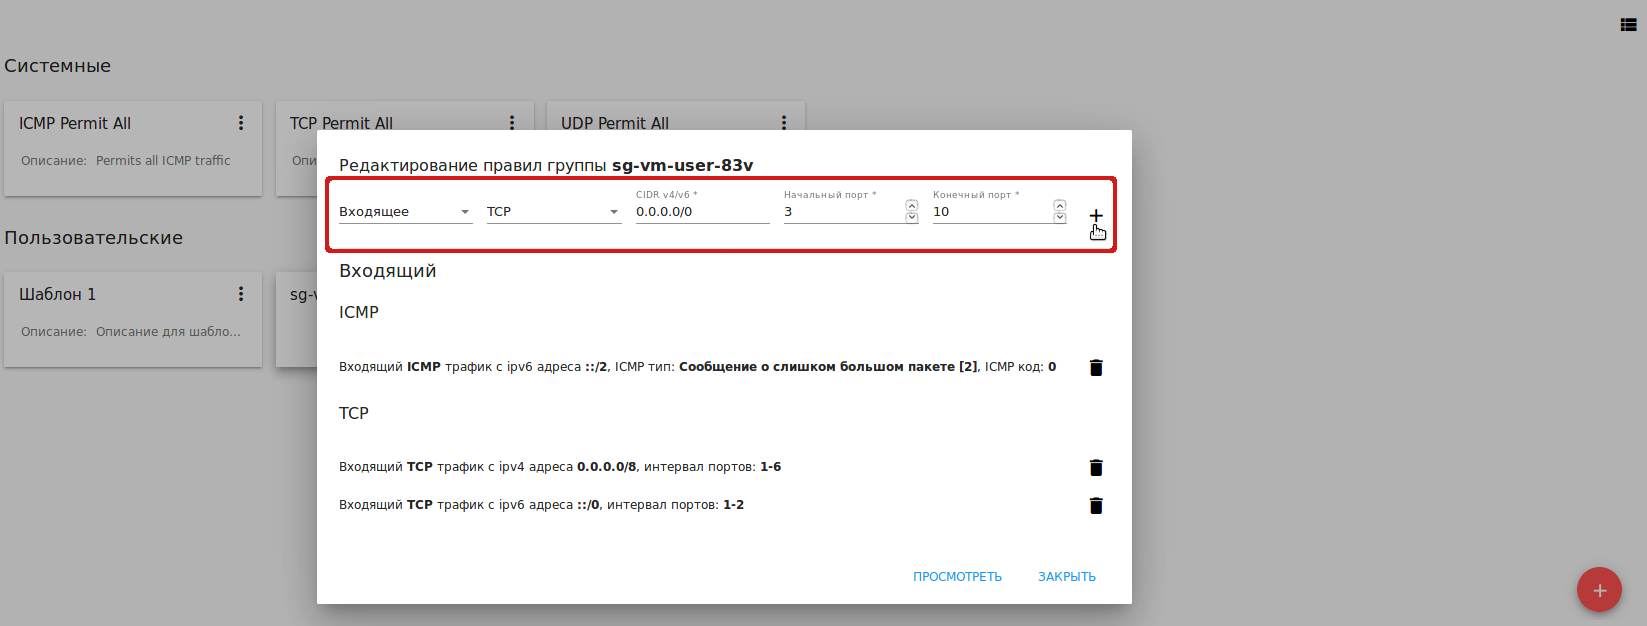 Системные
ICMP Permit All
TCP Permit All
UDP Permit All
Описание: Permits all ICMP traffic
Опи
Редактирование правил группы sg-vm-user-83v
CIDR v4/v6 *
Начальный порт *
Конечный порт *
Входящее
TCP
0.0.0.0/0
3
10
Пользовательские
Входящий
Шаблон 1
sg-v
ICMP
Описание: Описание для шабло...
Входящий ICMP трафик с ipv6 адреса ::/2, ICMP тип: Сообщение о слишком большом пакете [2], ICMP код: 0
TCP
Входящий TCP трафик с ipv4 адреса 0.0.0.0/8, интервал портов: 1-6
Входящий TCP трафик с ipv6 адреса ::/0, интервал портов: 1-2
ПРОСМОТРЕТЬ
ЗАКРЫТЬ